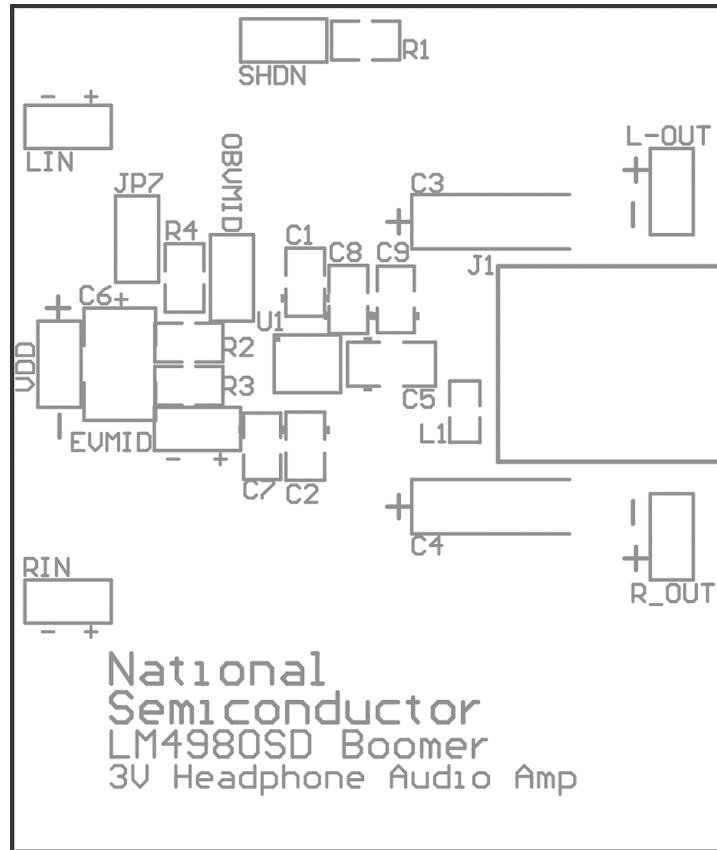 R1
SHDN
- +
LIN
L-OUT
+
-
OBVMID
JP7
C3
+
R4
C1
C8
C9
J1
C6+
+
VDD
-
U1
R2
R3
C5
L1
EVMID
- +
C7
C2
+
C4
-
+
R_OUT
RIN
- +
National
Semiconductor
LM4980SD Boomer
3V Headphone Audio Amp